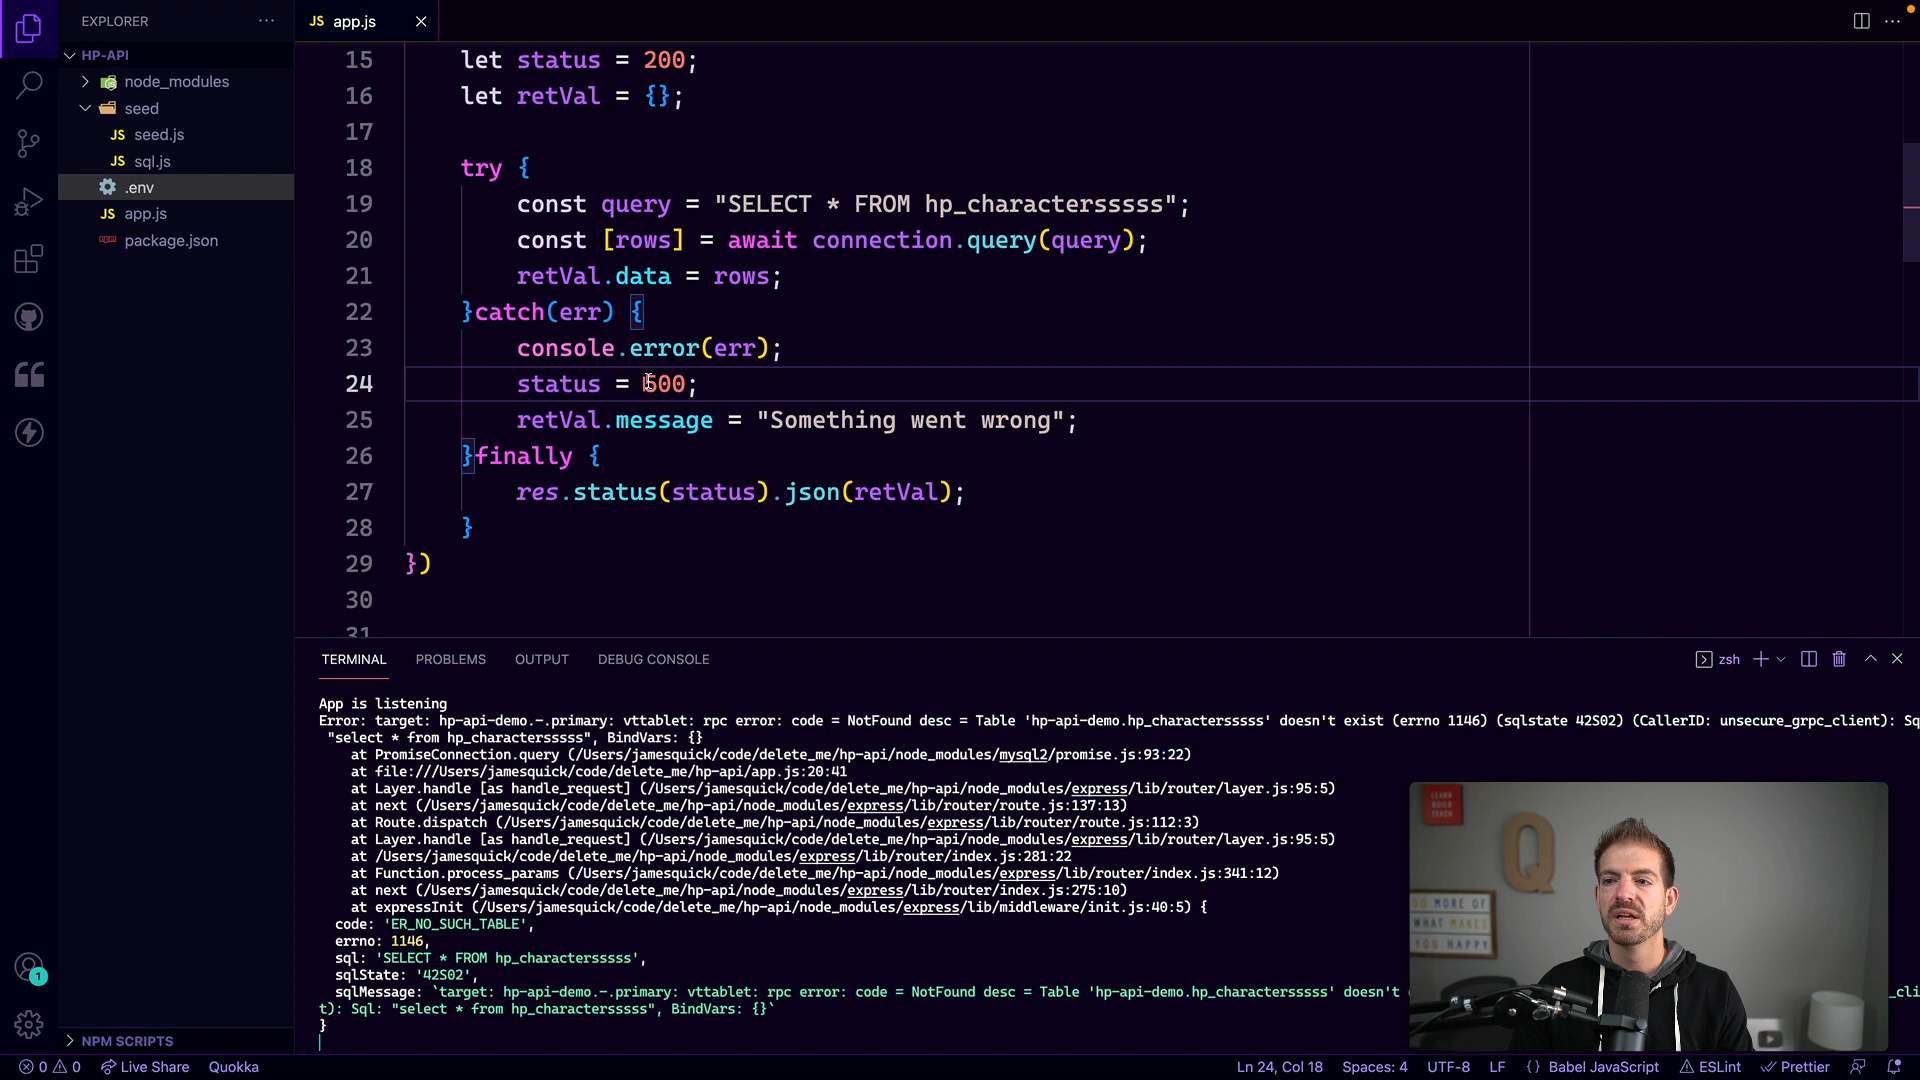 EXPLORER
JS app.js
HP-API
node_modules
seed
JS seed.js
JS sql.js
.env
JS app.js
package.json
15 let status = 200;
16 let retVal = {};
17
18 try {
19 const query = "SELECT * FROM hp_charactersssss";
20 const [rows] = await connection.query(query);
21 retVal.data = rows;
22 }catch(err) {
23 console.error(err);
24 status = 500;
25 retVal.message = "Something went wrong";
26 }finally {
27 res.status(status).json(retVal);
28 }
29 })
30
31
TERMINAL PROBLEMS OUTPUT DEBUG CONSOLE zsh
App is listening
Error: target: hp-api-demo.-.primary: vttablet: rpc error: code = NotFound desc = Table 'hp-api-demo.hp_charactersssss' doesn't exist (errno 1146) (sqlstate 42S02) (CallerID: unsecure_grpc_client): Sq
"select * from hp_charactersssss", BindVars: {}
at PromiseConnection.query (/Users/jamesquick/code/delete_me/hp-api/node_modules/mysql2/promise.js:93:22)
at file:///Users/jamesquick/code/delete_me/hp-api/app.js:20:41
at Layer.handle [as handle_request] (/Users/jamesquick/code/delete_me/hp-api/node_modules/express/lib/router/layer.js:95:5)
at next (/Users/jamesquick/code/delete_me/hp-api/node_modules/express/lib/router/route.js:137:13)
at Route.dispatch (/Users/jamesquick/code/delete_me/hp-api/node_modules/express/lib/router/route.js:112:3)
at Layer.handle [as handle_request] (/Users/jamesquick/code/delete_me/hp-api/node_modules/express/lib/router/layer.js:95:5)
at /Users/jamesquick/code/delete_me/hp-api/node_modules/express/lib/router/index.js:281:22
at Function.process_params (/Users/jamesquick/code/delete_me/hp-api/node_modules/express/lib/router/index.js:341:12)
at next (/Users/jamesquick/code/delete_me/hp-api/node_modules/express/lib/router/index.js:275:10)
at expressInit (/Users/jamesquick/code/delete_me/hp-api/node_modules/express/lib/middleware/init.js:40:5) {
code: 'ER_NO_SUCH_TABLE',
errno: 1146,
sql: 'SELECT * FROM hp_charactersssss',
sqlState: '42S02',
sqlMessage: `target: hp-api-demo.-.primary: vttablet: rpc error: code = NotFound desc = Table 'hp-api-demo.hp_charactersssss' doesn't _cli
t): Sql: "select * from hp_charactersssss", BindVars: {}`
}
LEARN
BUILD
TEACH
Q
DO MORE OF
WHAT MAKES
YOU HAPPY
1
NPM SCRIPTS
0 0 Live Share Quokka Ln 24, Col 18 Spaces: 4 UTF-8 LF {} Babel JavaScript ESLint Prettier